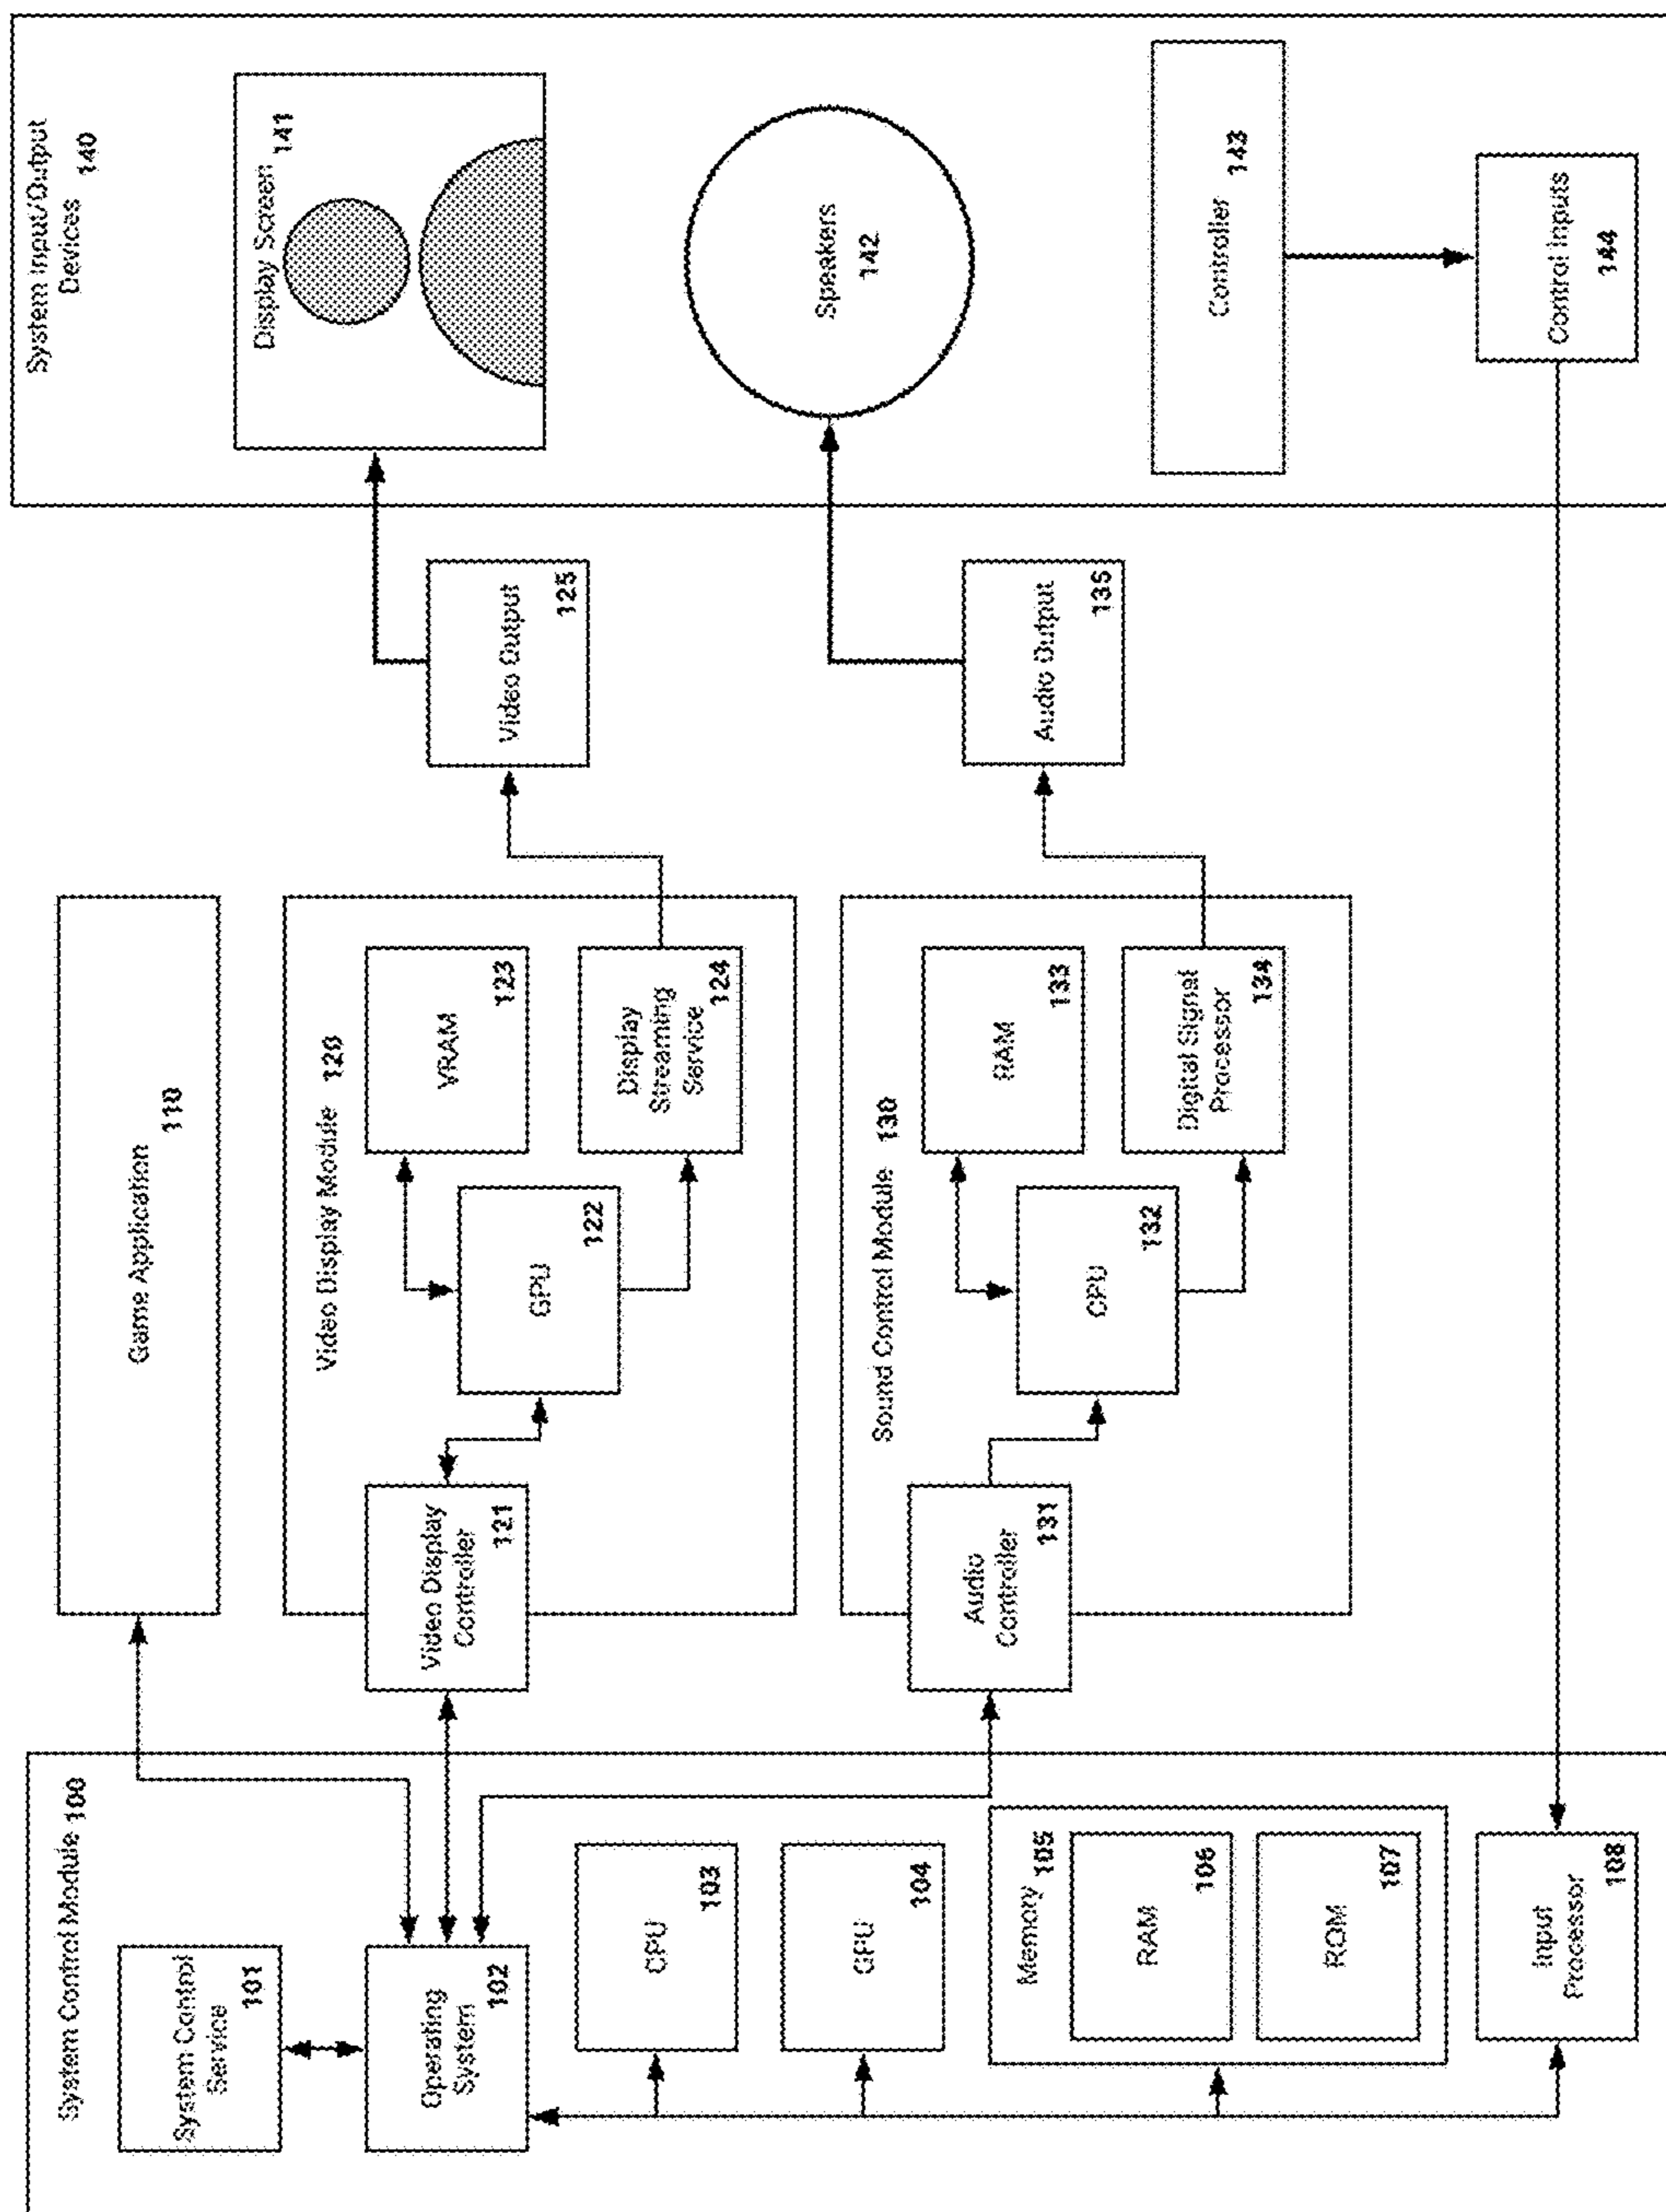 System Control Module 100
System Control
Service
101
Operating
System
102
CPU
103
GPU
104
Memory
105
RAM
106
ROM
107
Input
Processor
108
Game Application
110
Video Display Module 120
Video Display
Controller
121
GPU
122
VRAM
123
Display
Streaming
Service
124
Video Output
125
Sound Control Module 130
Audio
Controller
131
CPU
132
RAM
133
Digital Signal
Processor
134
Audio Output
135
System Input/Output
Devices 140
Display Screen 141
Speakers
142
Controller
143
Control Inputs
144